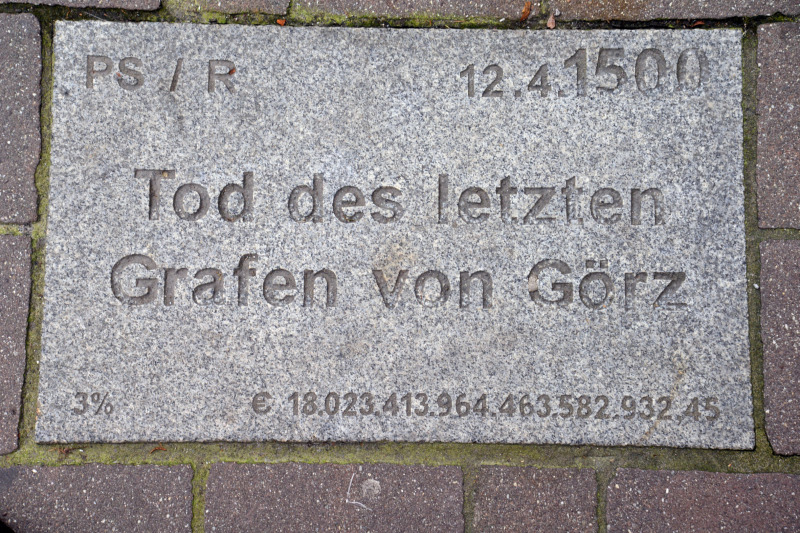 PS / R 12.4.1500
Tod des letzten
Grafen von Görz
3% € 18.023.413.964.463.582.932.45